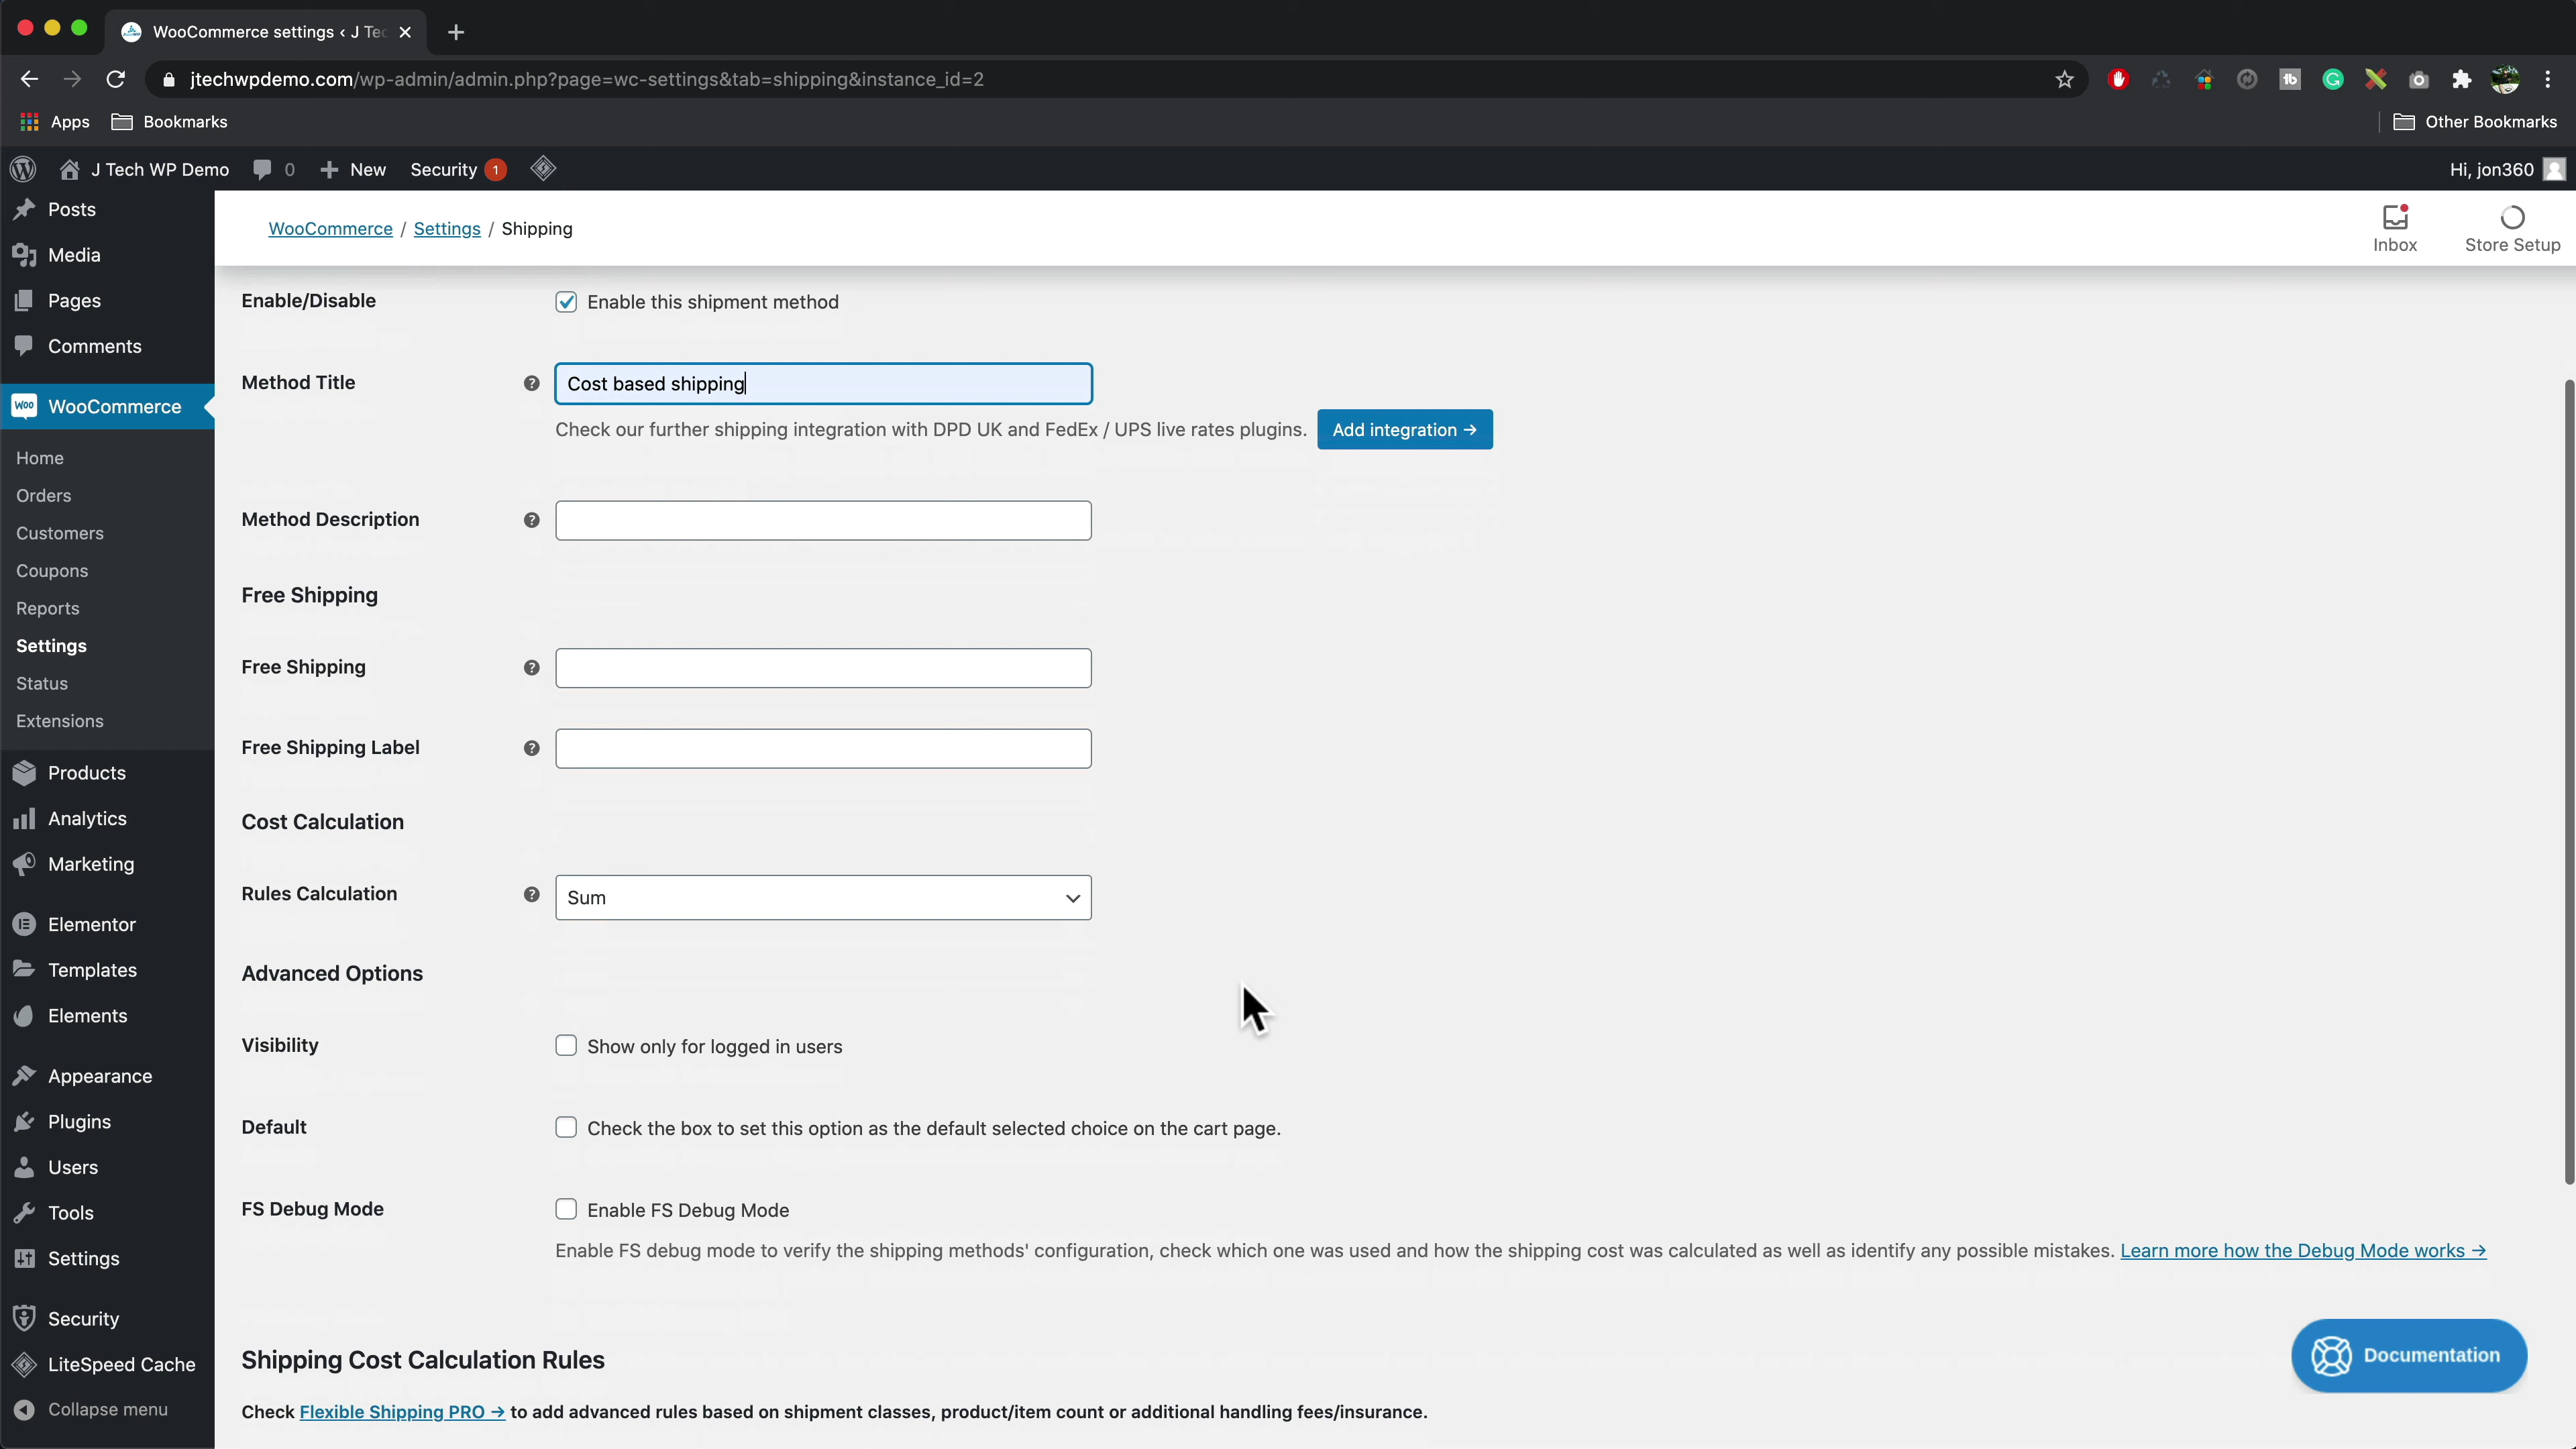 WooCommerce settings ‹ J Tec
jtechwpdemo.com/wp-admin/admin.php?page=wc-settings&tab=shipping&instance_id=2
Apps
Bookmarks
Other Bookmarks
J Tech WP Demo
0
New
Security 1
Hi, jon360
Posts
Media
Pages
Comments
WooCommerce
Home
Orders
Customers
Coupons
Reports
Settings
Status
Extensions
Products
Analytics
Marketing
Elementor
Templates
Elements
Appearance
Plugins
Users
Tools
Settings
Security
LiteSpeed Cache
Collapse menu
WooCommerce / Settings / Shipping
Inbox
Store Setup
Enable/Disable
Enable this shipment method
Method Title
Cost based shipping
Check our further shipping integration with DPD UK and FedEx / UPS live rates plugins. Add integration →
Method Description
Free Shipping
Free Shipping
Free Shipping Label
Cost Calculation
Rules Calculation
Sum
Advanced Options
Visibility
Show only for logged in users
Default
Check the box to set this option as the default selected choice on the cart page.
FS Debug Mode
Enable FS Debug Mode
Enable FS debug mode to verify the shipping methods' configuration, check which one was used and how the shipping cost was calculated as well as identify any possible mistakes. Learn more how the Debug Mode works →
Shipping Cost Calculation Rules
Documentation
Check Flexible Shipping PRO → to add advanced rules based on shipment classes, product/item count or additional handling fees/insurance.